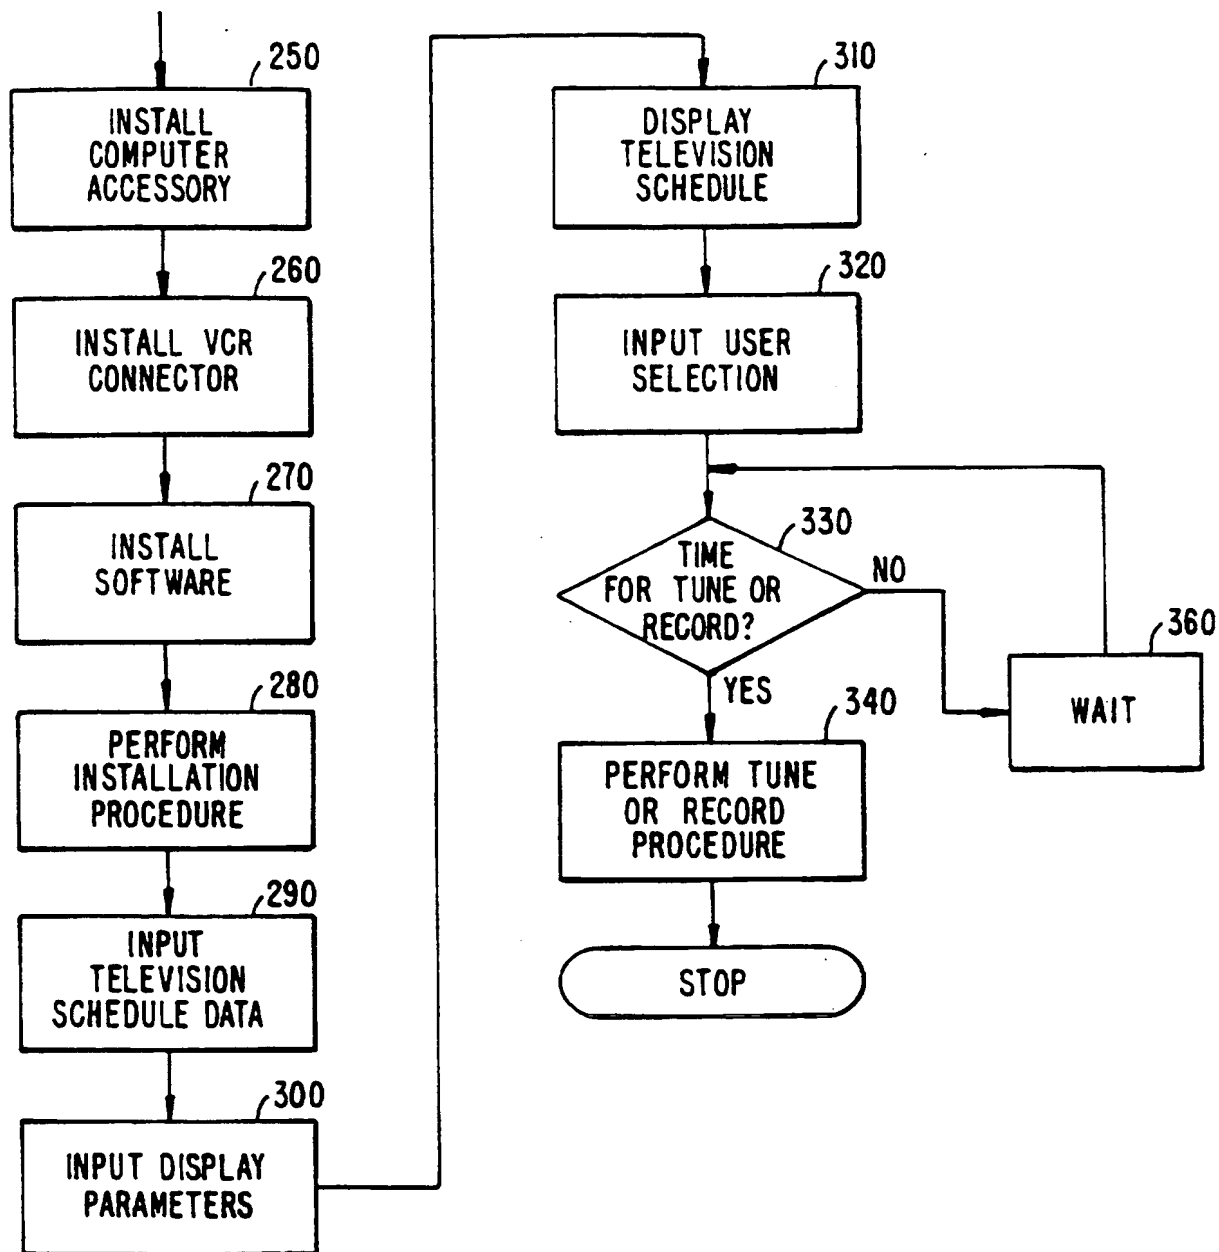 250
INSTALL
COMPUTER
ACCESSORY
260
INSTALL VCR
CONNECTOR
270
INSTALL
SOFTWARE
280
PERFORM
INSTALLATION
PROCEDURE
290
INPUT
TELEVISION
SCHEDULE DATA
300
INPUT DISPLAY
PARAMETERS
310
DISPLAY
TELEVISION
SCHEDULE
320
INPUT USER
SELECTION
330
TIME
FOR TUNE OR
RECORD?
NO
YES
360
WAIT
340
PERFORM TUNE
OR RECORD
PROCEDURE
STOP